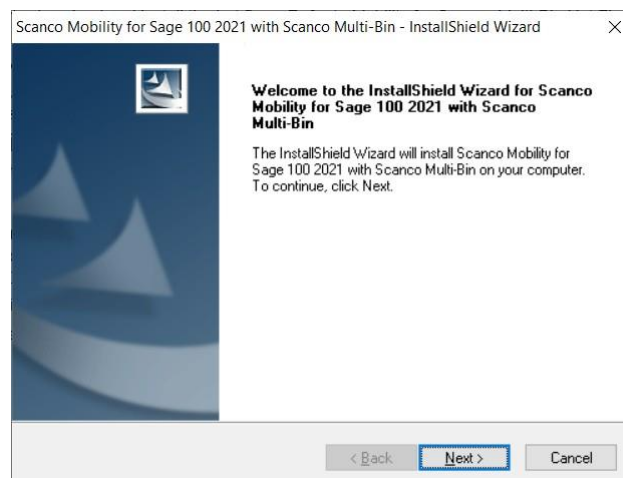 Scanco Mobility for Sage 100 2021 with Scanco Multi-Bin - InstallShield Wizard
Welcome to the InstallShield Wizard for Scanco
Mobility for Sage 100 2021 with Scanco
Multi-Bin
The InstallShield Wizard will install Scanco Mobility for
Sage 100 2021 with Scanco Multi-Bin on your computer.
To continue, click Next.
< Back
Next >
Cancel